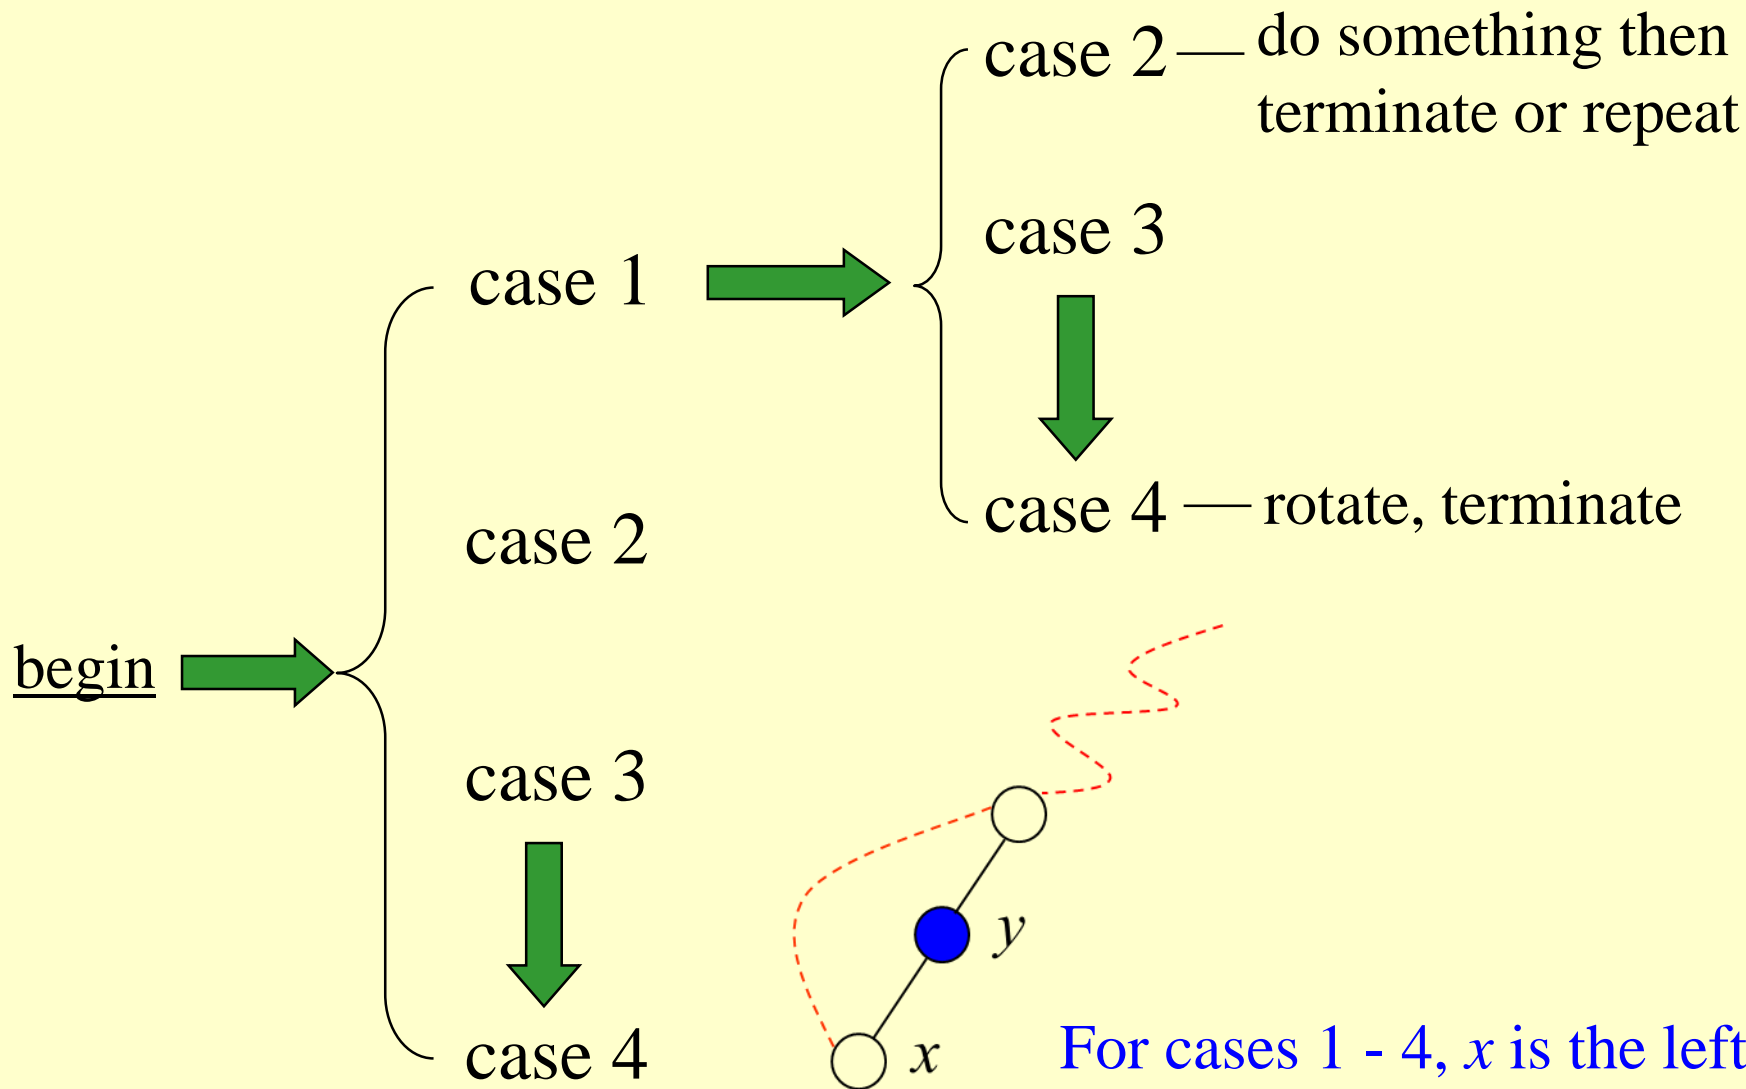 case 2 — do something then
terminate or repeat
case 3
case 1
case 4 — rotate, terminate
case 2
begin
case 3
y
case 4
x
For cases 1 - 4, x is the left